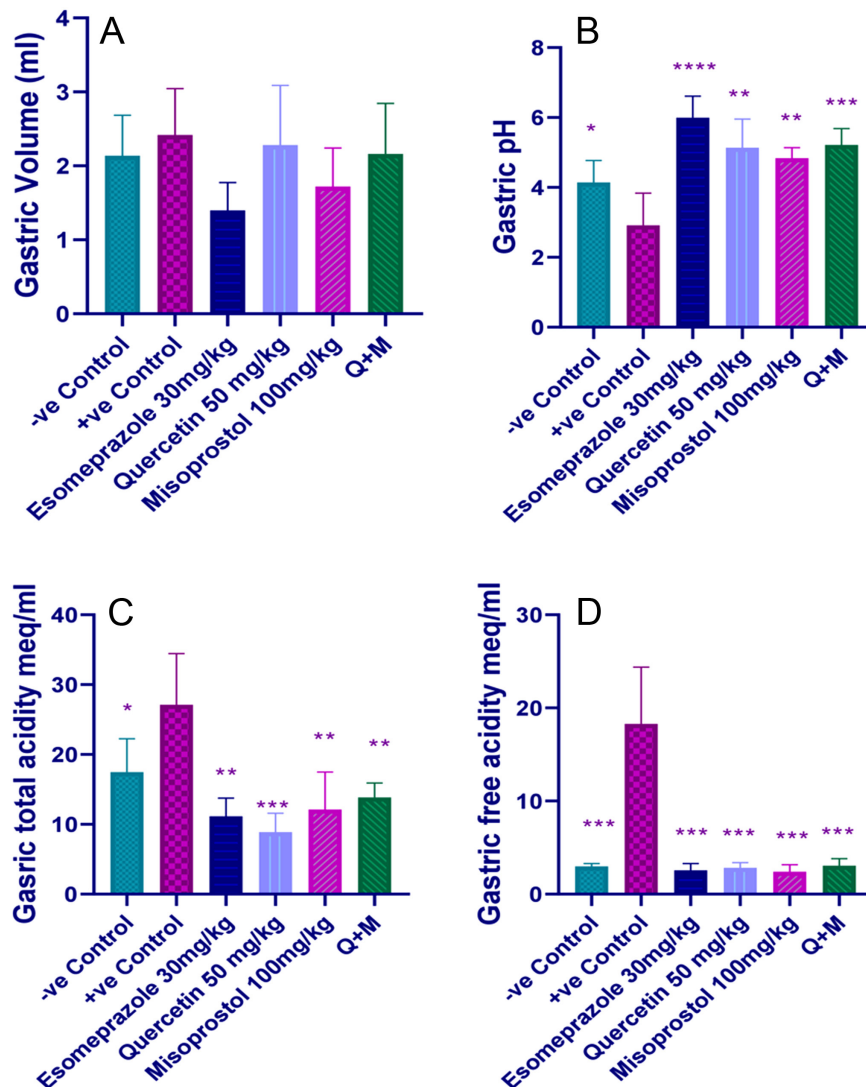 A
Gastric Volume (ml)
4
3
2
1
0
-ve Control
+ve Control
Esomeprazole 30mg/kg
Quercetin 50 mg/kg
Misoprostol 100mg/kg
Q+M
B
Gastric pH
8
6
4
2
0
*
****
**
**
***
-ve Control
+ve Control
Esomeprazole 30mg/kg
Quercetin 50 mg/kg
Misoprostol 100mg/kg
Q+M
C
Gasric total acidity meq/ml
40
30
20
10
0
*
**
***
**
**
-ve Control
+ve Control
Esomeprazole 30mg/kg
Quercetin 50 mg/kg
Misoprostol 100mg/kg
Q+M
D
Gastric free acidity meq/ml
30
20
10
0
***
***
***
***
***
-ve Control
+ve Control
Esomeprazole 30mg/kg
Quercetin 50 mg/kg
Misoprostol 100mg/kg
Q+M